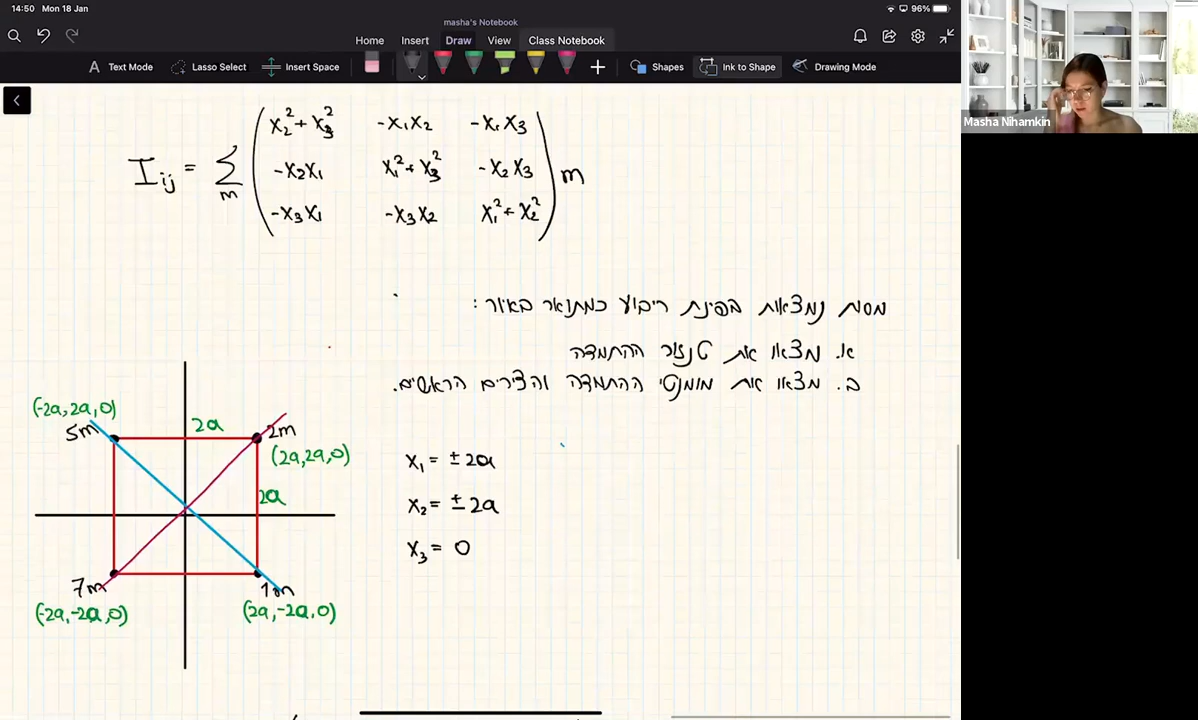 14:50 Mon 18 Jan
96%
masha's Notebook
Home Insert Draw View Class Notebook
Text Mode Lasso Select Insert Space Shapes Ink to Shape Drawing Mode
Masha Nihamkin
I_ij = Σ_m ( x₂² + x₃² -x₁x₂ -x₁x₃
-x₂x₁ x₁² + x₃² -x₂x₃
-x₃x₁ -x₃x₂ x₁² + x₂² ) m
מסות נמצאות בפינת ריבוע כמתואר באיור:
א. מצאו את טנזור ההתמדה
ב. מצאו את מומנטי ההתמדה והצירים הראשיים.
(-2a,2a,0)
5m
2a
2m
(2a,2a,0)
2a
7m
(-2a,-2a,0)
1m
(2a,-2a,0)
x₁ = ±2a
x₂ = ±2a
x₃ = 0